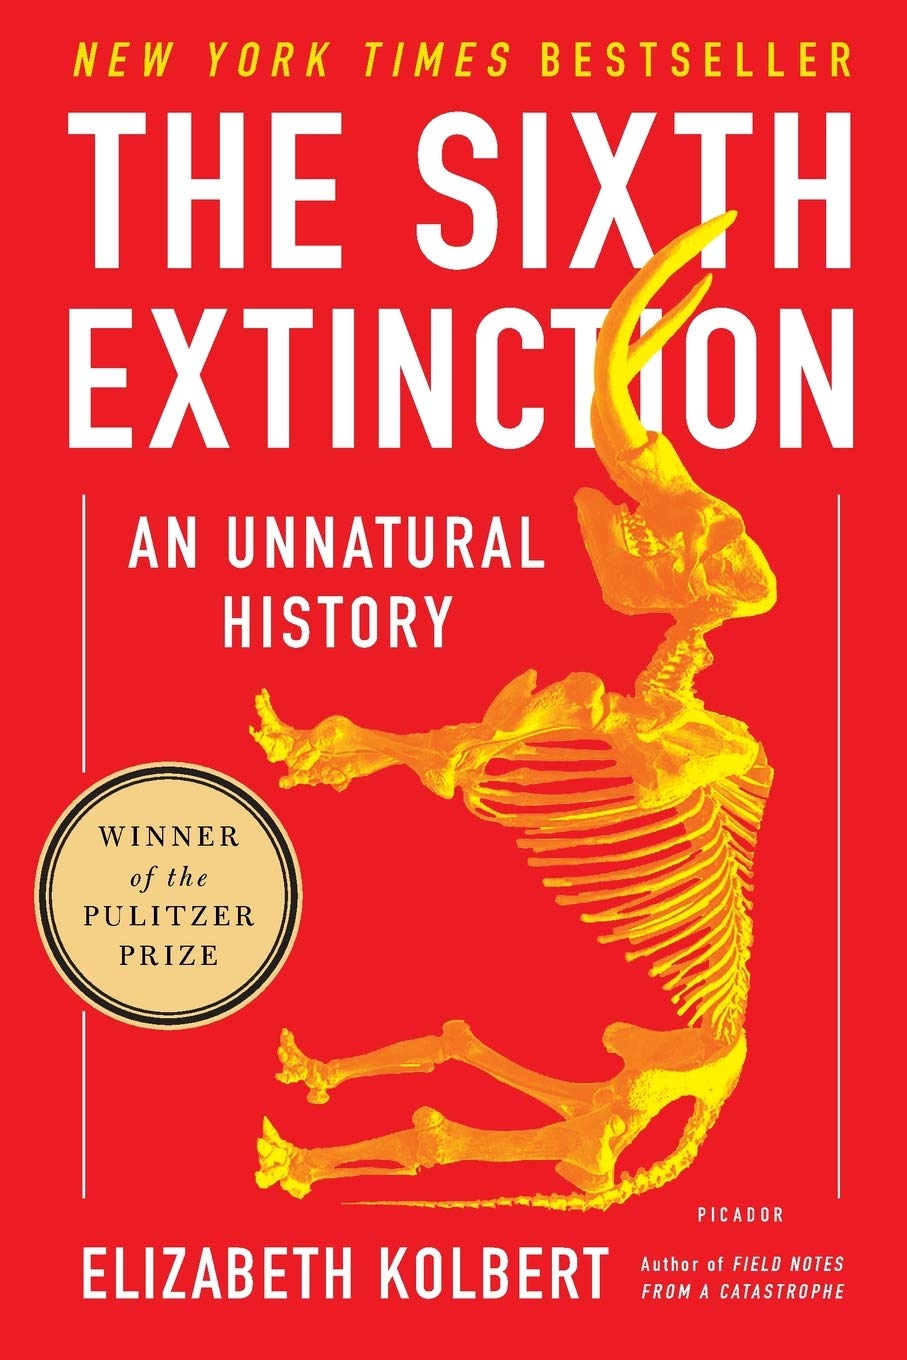 NEW YORK TIMES BESTSELLER
THE SIXTH
EXTINCTION
AN UNNATURAL
HISTORY
WINNER
of the
PULITZER
PRIZE
PICADOR
ELIZABETH KOLBERT
Author of FIELD NOTES
FROM A CATASTROPHE